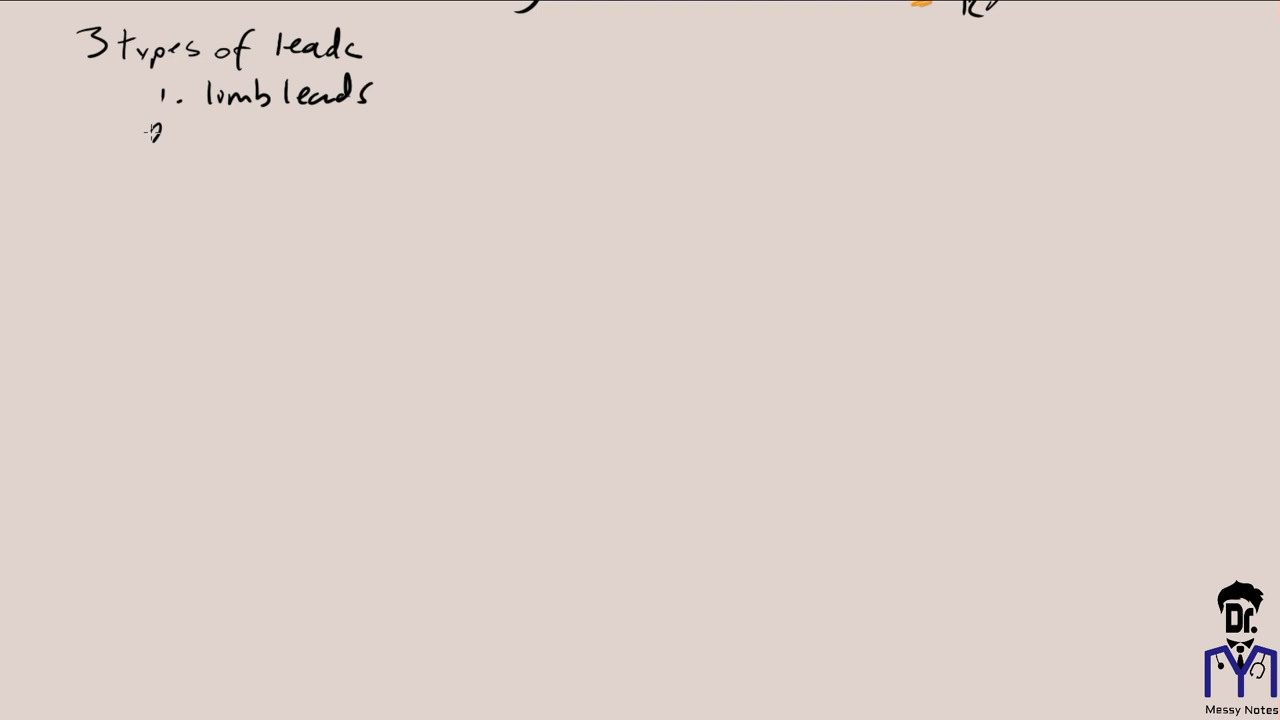 3 types of leads
1. limb leads
Dr.
Messy Notes